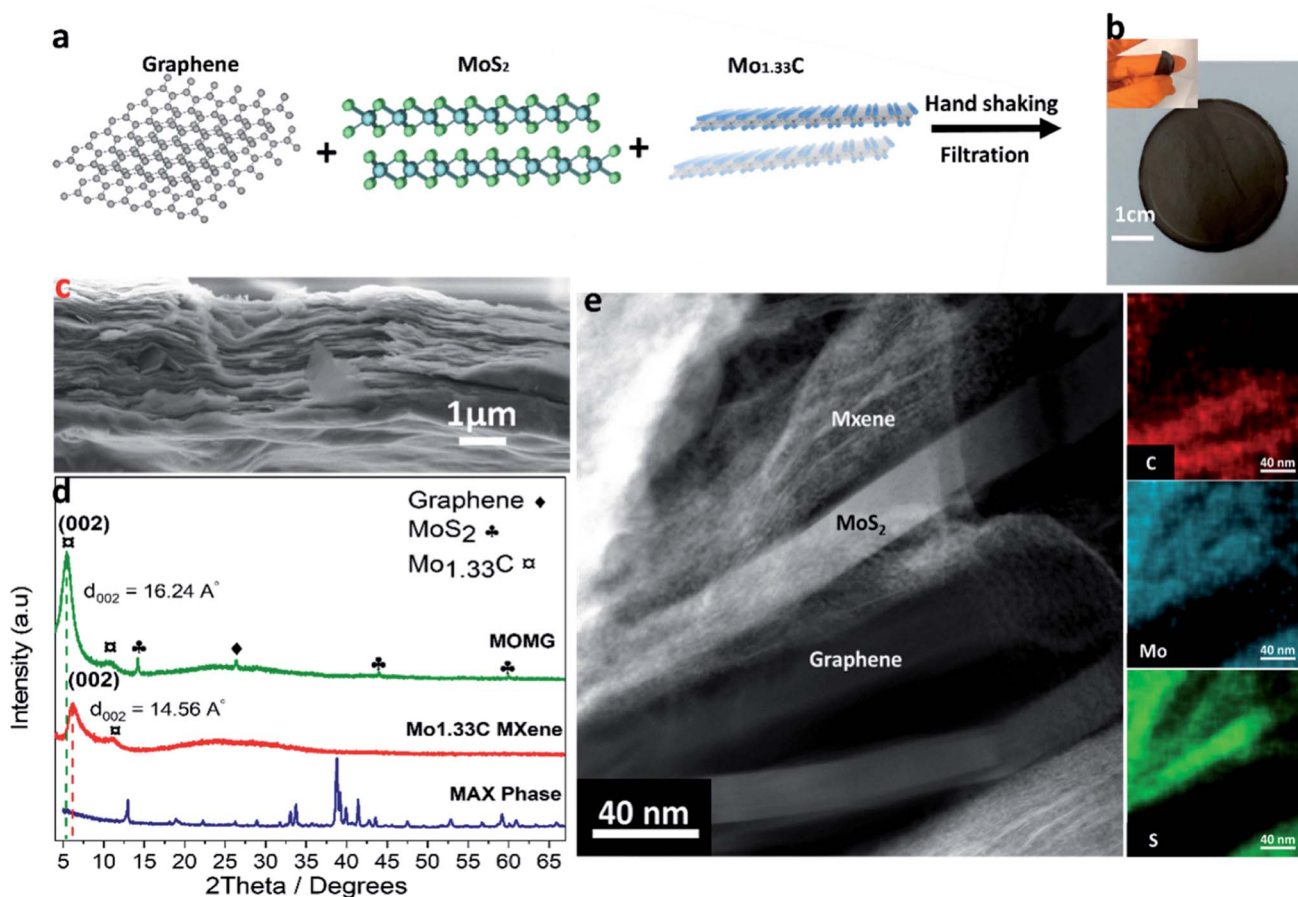 a
Graphene
+
MoS2
+
Mo1.33C
Hand shaking
Filtration
b
1cm
c
1μm
d
(002)
¤
d002 = 16.24 A°
Graphene ♦
MoS2 ♣
Mo1.33C ¤
¤
♣
♦
♣
♣
MOMG
(002)
d002 = 14.56 A°
¤
Mo1.33C MXene
MAX Phase
Intensity (a.u)
5 10 15 20 25 30 35 40 45 50 55 60 65
2Theta / Degrees
e
Mxene
MoS2
Graphene
40 nm
C
40 nm
Mo
40 nm
S
40 nm